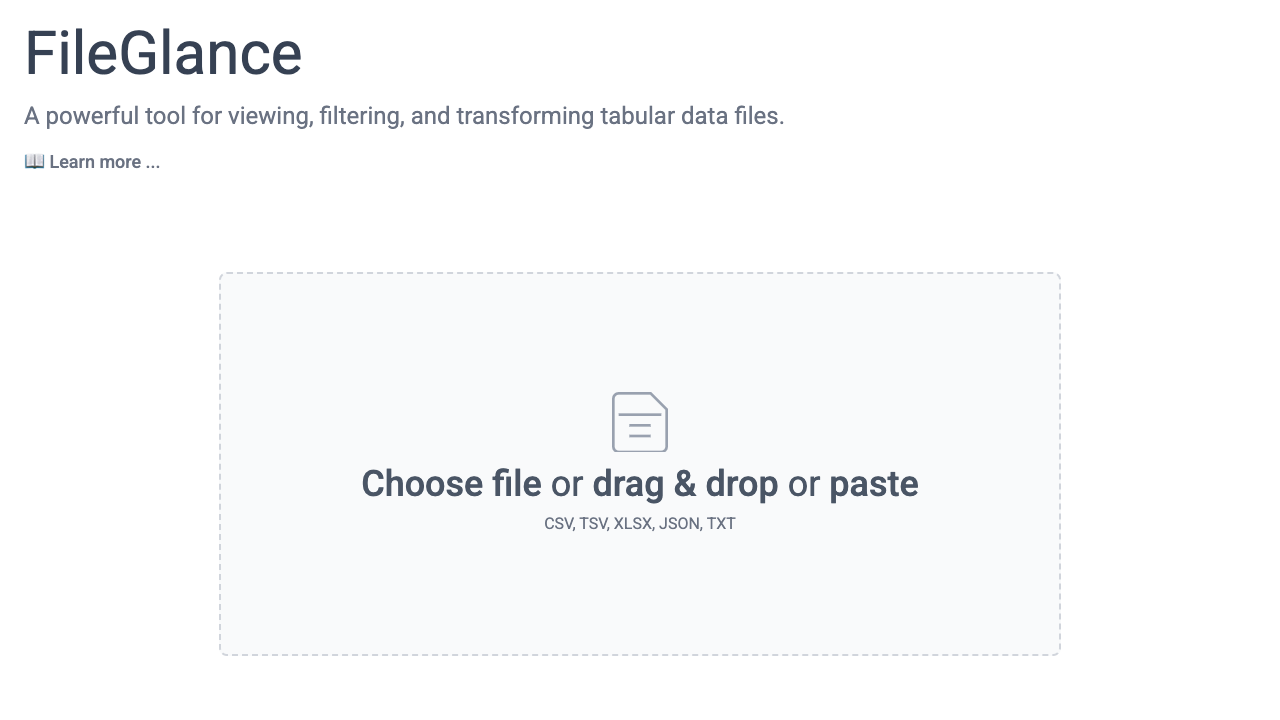 FileGlance
A powerful tool for viewing, filtering, and transforming tabular data files.
📖 Learn more ...
Choose file or drag & drop or paste
CSV, TSV, XLSX, JSON, TXT